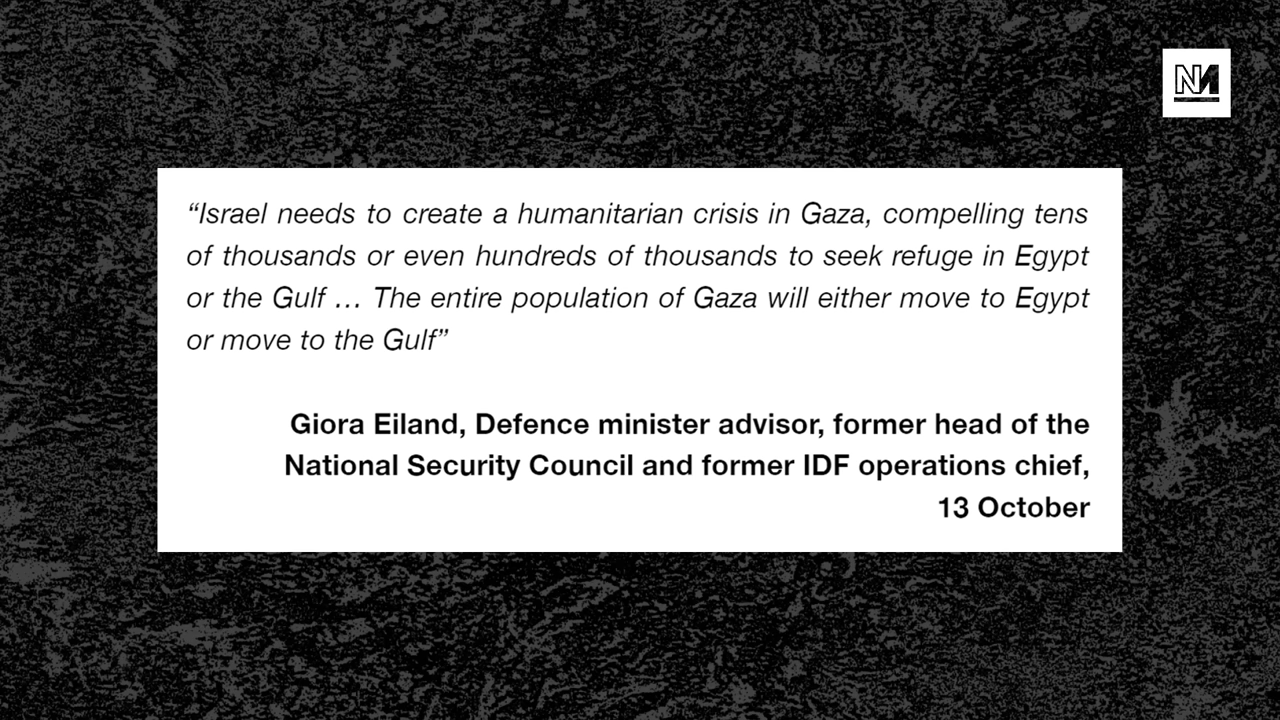 NM
“Israel needs to create a humanitarian crisis in Gaza, compelling tens
of thousands or even hundreds of thousands to seek refuge in Egypt
or the Gulf … The entire population of Gaza will either move to Egypt
or move to the Gulf”
Giora Eiland, Defence minister advisor, former head of the
National Security Council and former IDF operations chief,
13 October